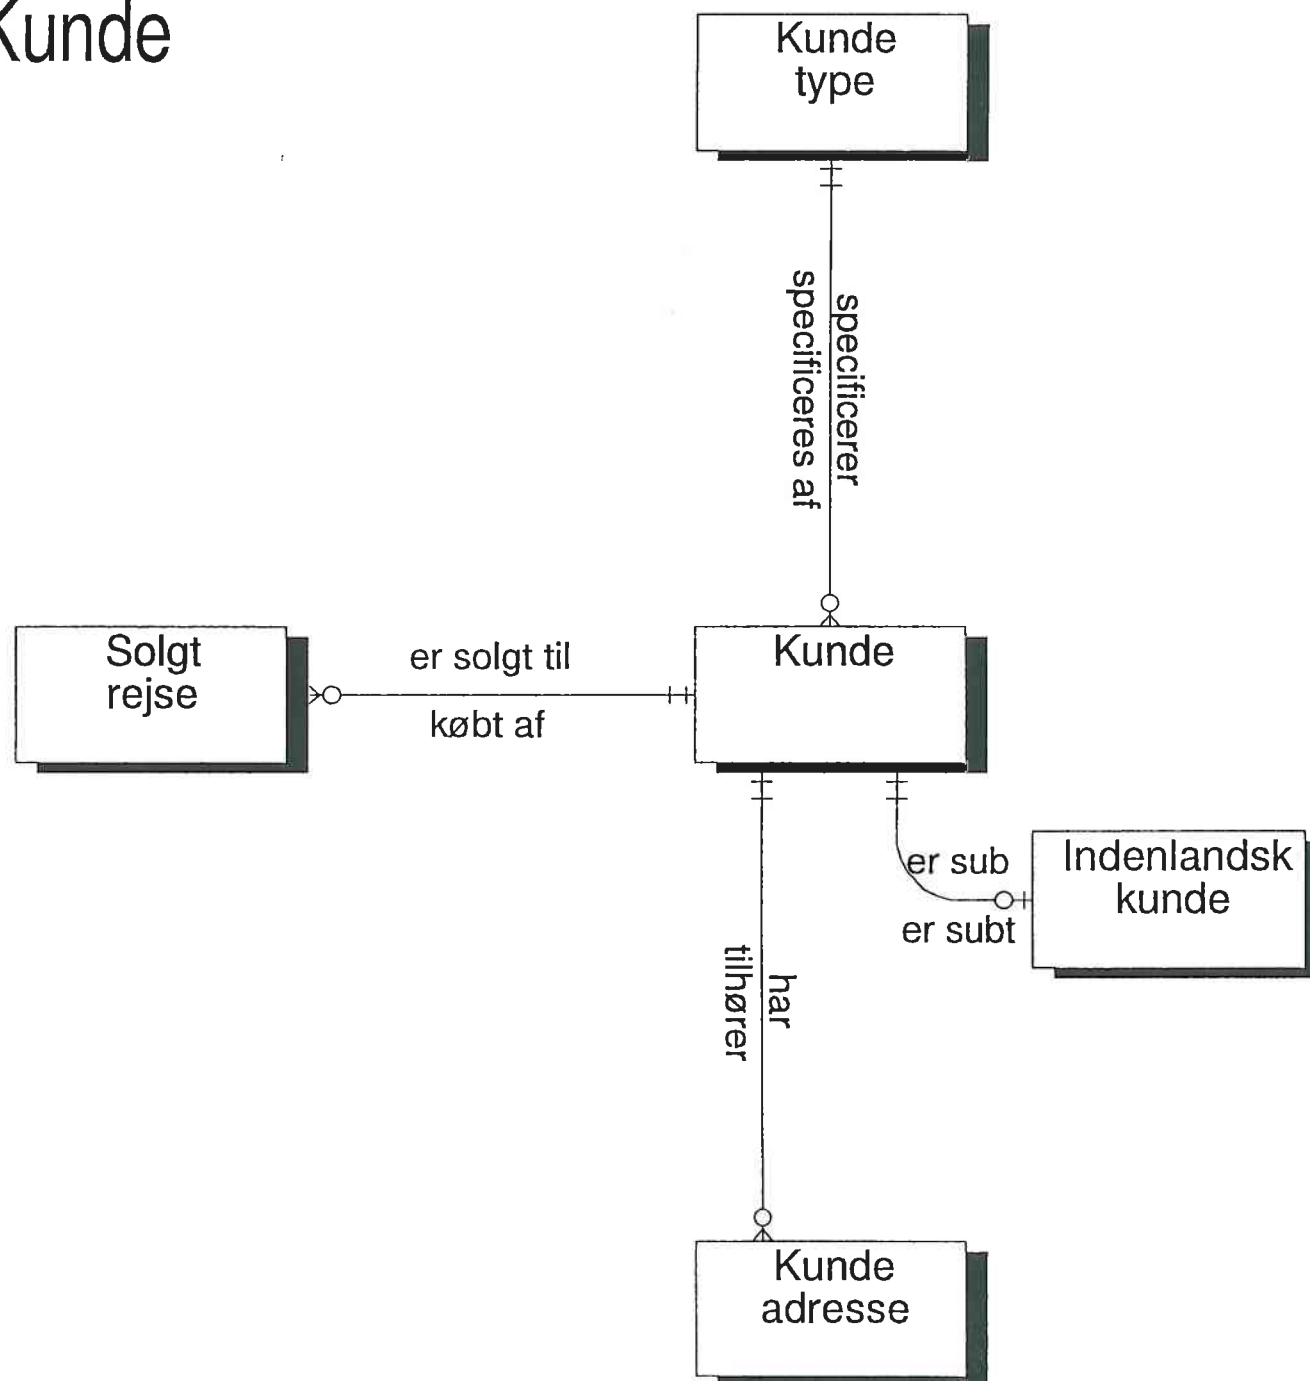 Kunde
Kunde
type
specificerer
specificeres af
Solgt
rejse
er solgt til
købt af
Kunde
er sub
er subt
Indenlandsk
kunde
har
tilhører
Kunde
adresse